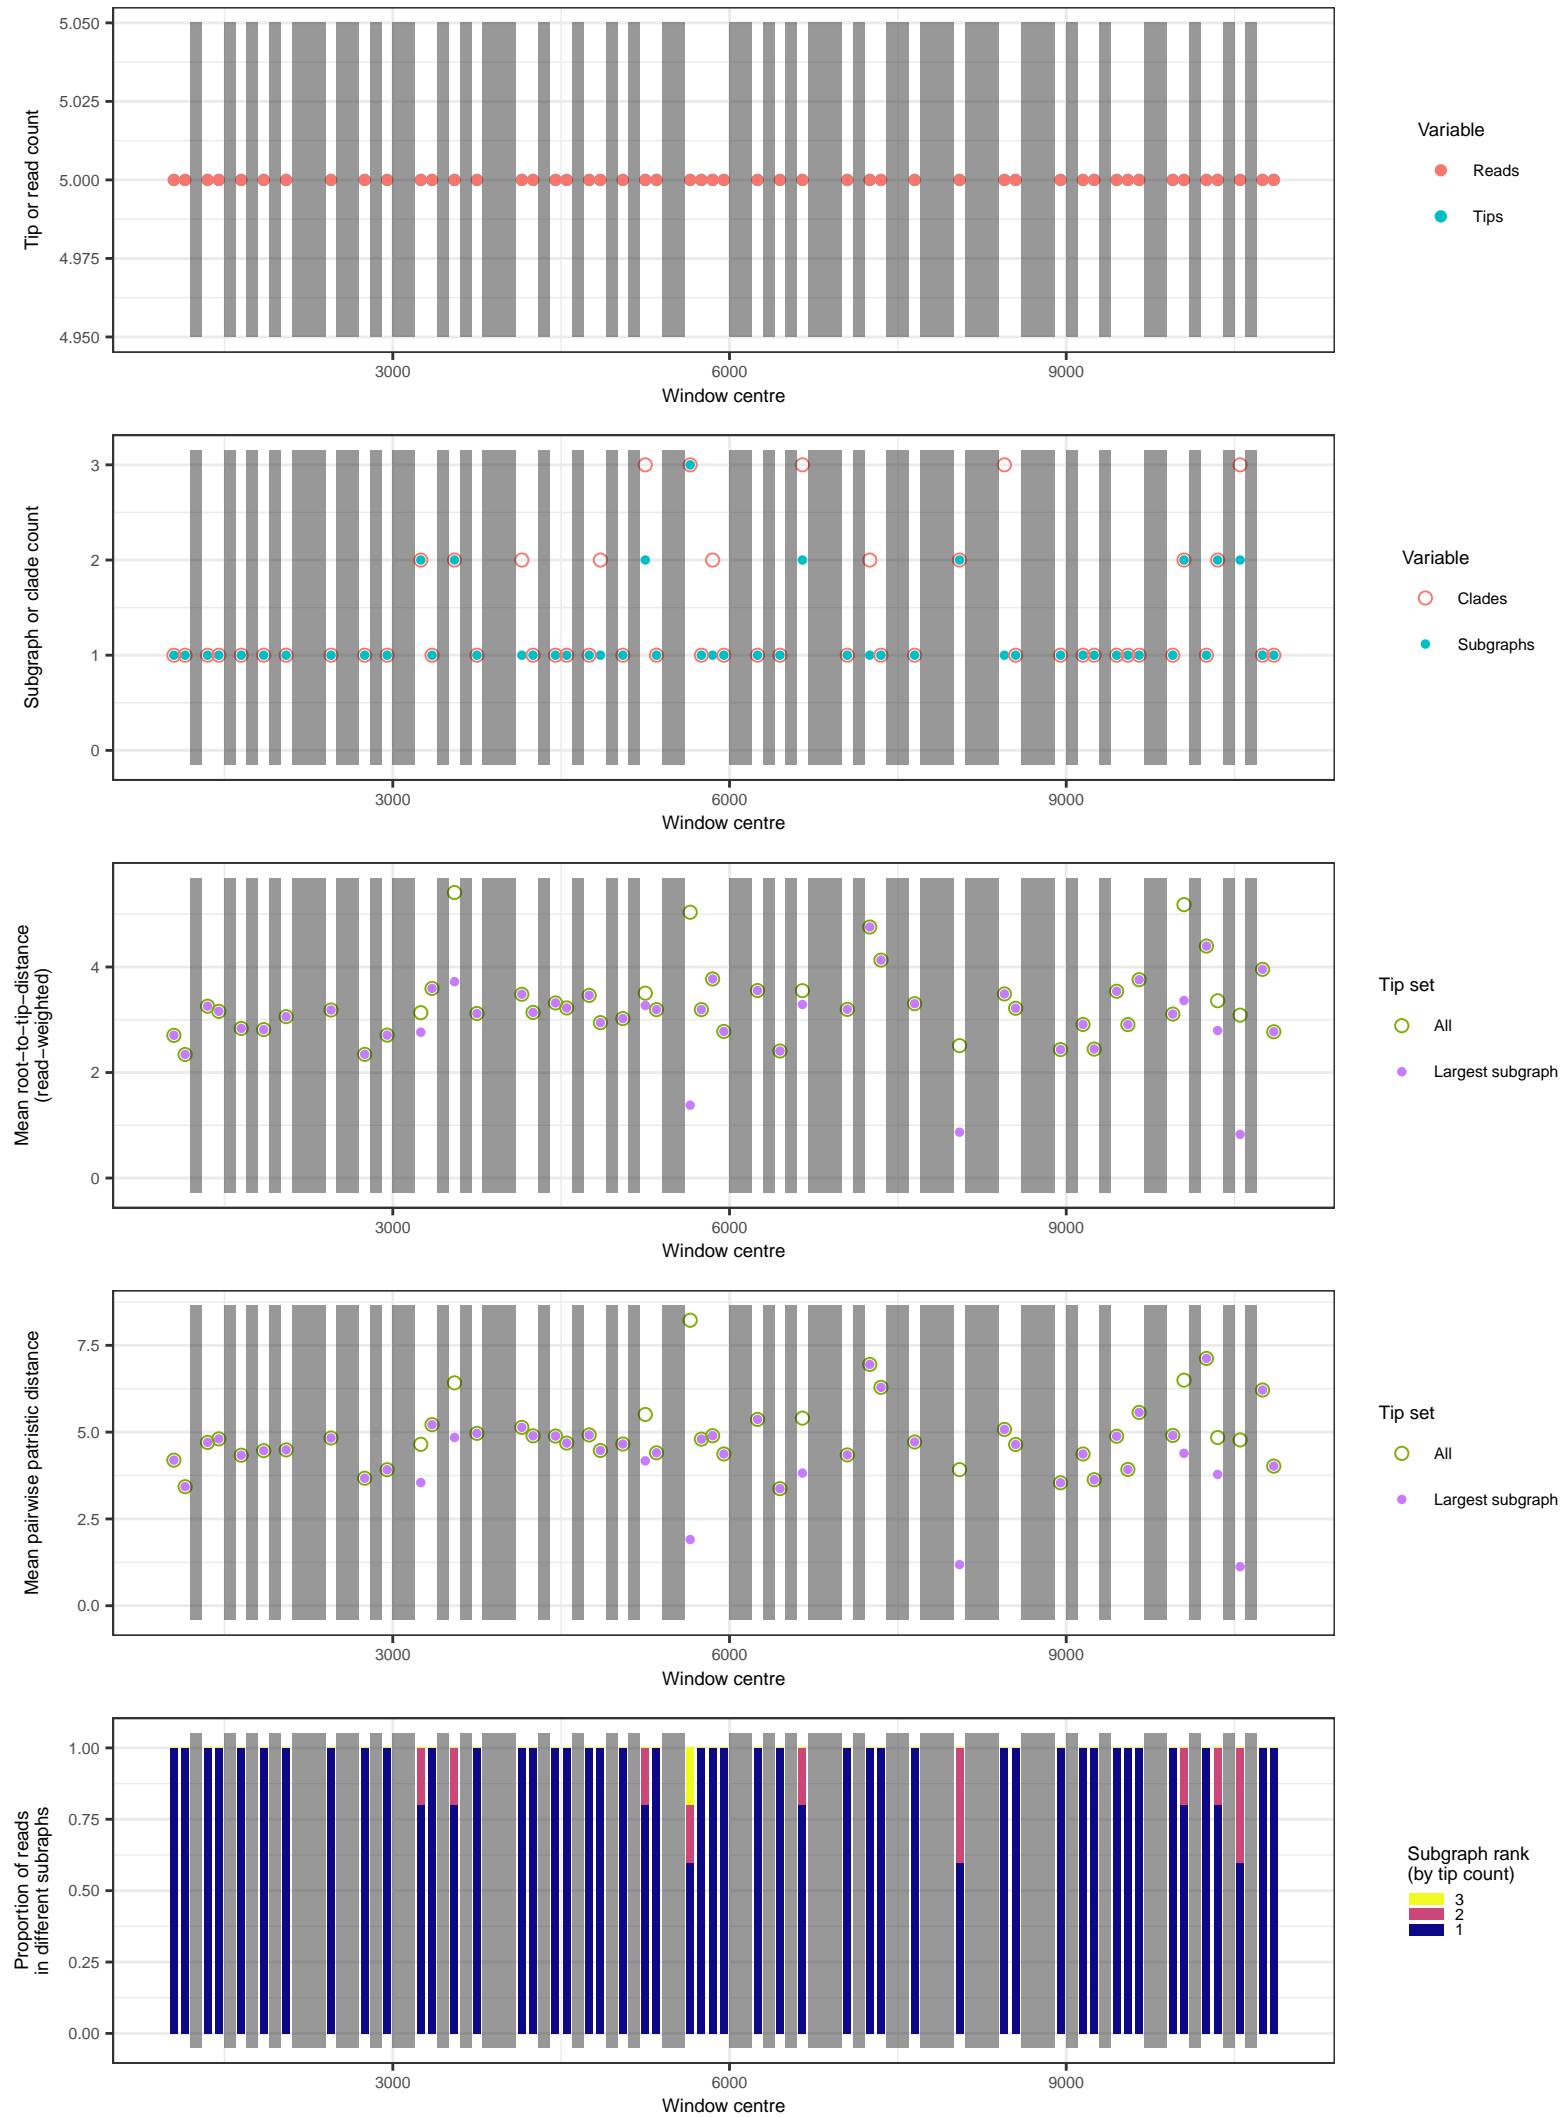 5.050
5.025
5.000
4.975
4.950
Tip or read count
3000
6000
9000
Window centre
Variable
Reads
Tips
3
2
1
0
Subgraph or clade count
3000
6000
9000
Window centre
Variable
Clades
Subgraphs
4
2
0
Mean root−to−tip−distance
(read−weighted)
3000
6000
9000
Window centre
Tip set
All
Largest subgraph
7.5
5.0
2.5
0.0
Mean pairwise patristic distance
3000
6000
9000
Window centre
Tip set
All
Largest subgraph
1.00
0.75
0.50
0.25
0.00
Proportion of reads
in different subraphs
3000
6000
9000
Window centre
Subgraph rank
(by tip count)
3
2
1